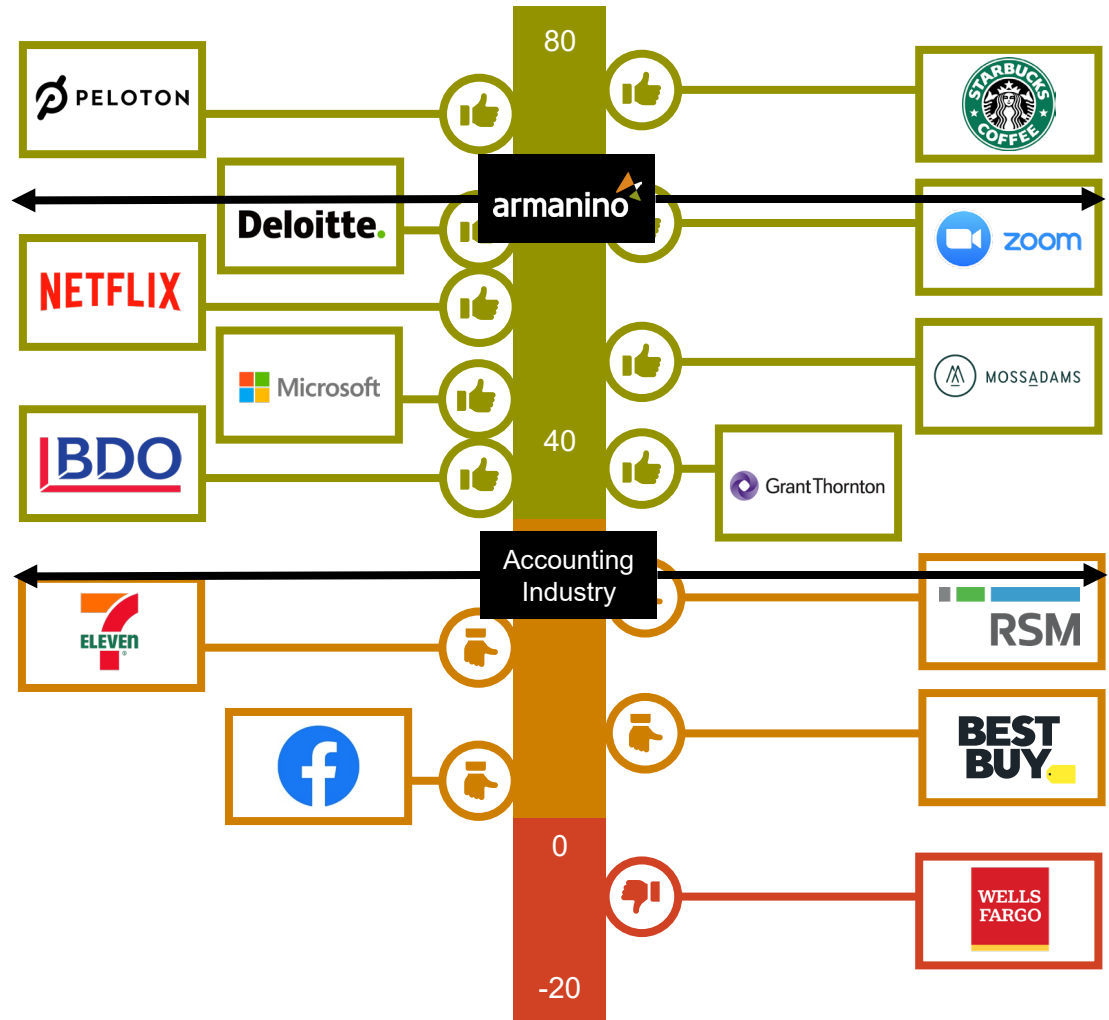 80
PELOTON
STARBUCKS
COFFEE
armanino
Deloitte.
zoom
NETFLIX
Microsoft
MOSSADAMS
40
BDO
GrantThornton
Accounting
Industry
7
ELEVEN
®
RSM
f
BEST
BUY
0
WELLS
FARGO
-20